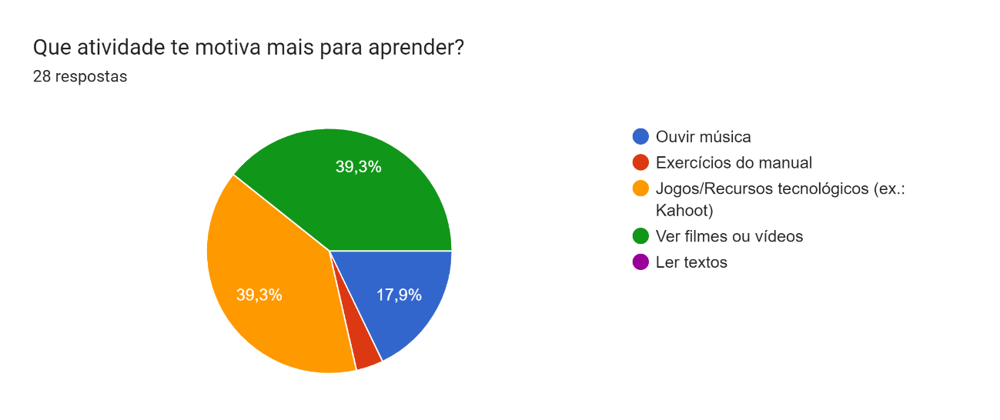 Que atividade te motiva mais para aprender?
28 respostas
39,3%
39,3%
17,9%
Ouvir música
Exercícios do manual
Jogos/Recursos tecnológicos (ex.:
Kahoot)
Ver filmes ou vídeos
Ler textos